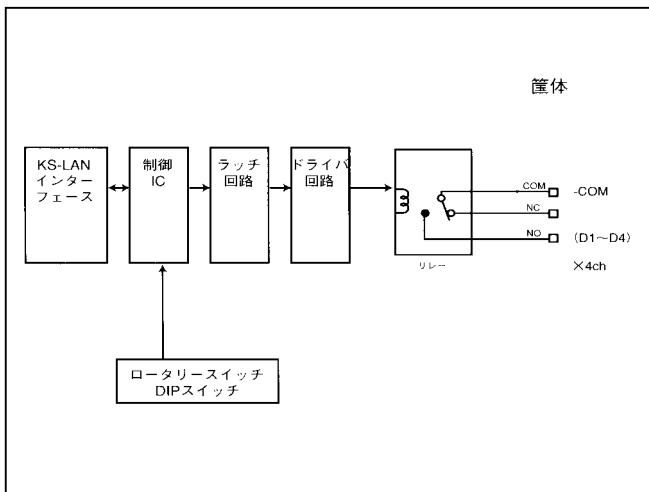 筐体
KS-LAN
インター
フェース
制御
IC
ラッチ
回路
ドライバ
回路
COM
-COM
NC
NO
(D1～D4)
リレー
×4ch
ロータリースイッチ
DIPスイッチ